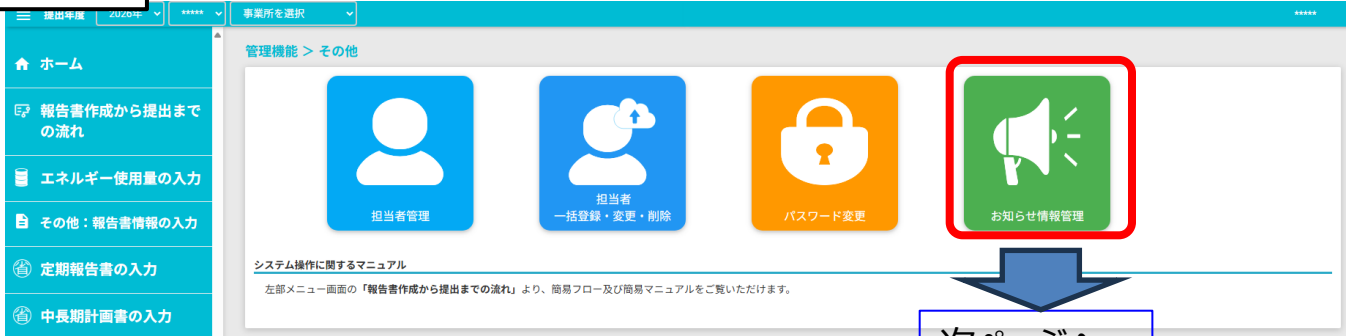 提出年度 2026年 ***** 事業所を選択 *****
管理機能 > その他
ホーム
報告書作成から提出まで
の流れ
エネルギー使用量の入力
その他：報告書情報の入力
定期報告書の入力
中長期計画書の入力
担当者管理
担当者
一括登録・変更・削除
パスワード変更
お知らせ情報管理
システム操作に関するマニュアル
左部メニュー画面の「報告書作成から提出までの流れ」より、簡易フロー及び簡易マニュアルをご覧いただけます。
次ページへ